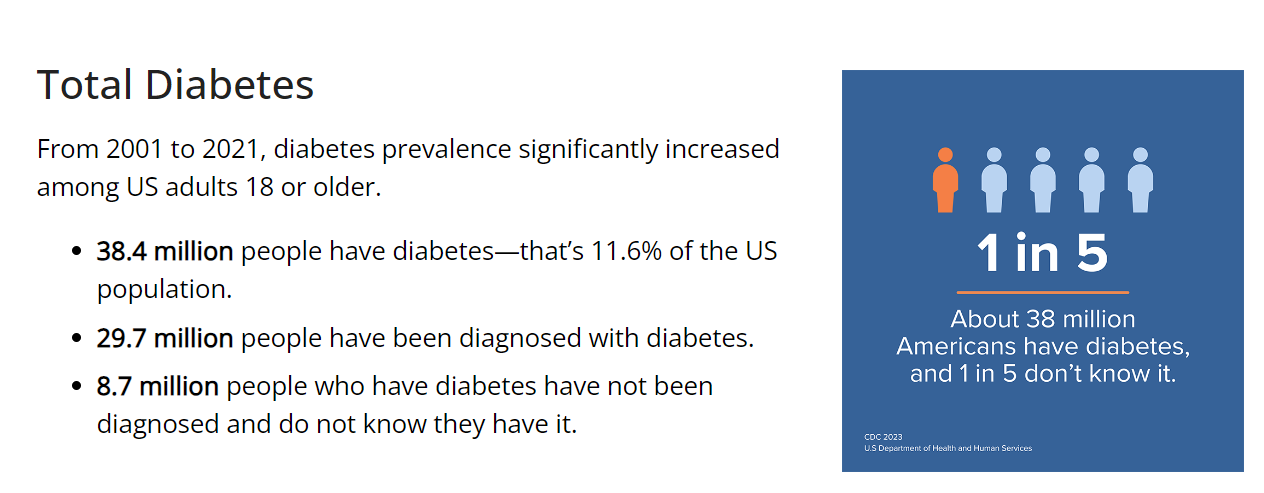 Total Diabetes
From 2001 to 2021, diabetes prevalence significantly increased
among US adults 18 or older.
38.4 million people have diabetes—that’s 11.6% of the US
population.
29.7 million people have been diagnosed with diabetes.
8.7 million people who have diabetes have not been
diagnosed and do not know they have it.
1 in 5
About 38 million
Americans have diabetes,
and 1 in 5 don’t know it.
CDC 2023
U.S Department of Health and Human Services